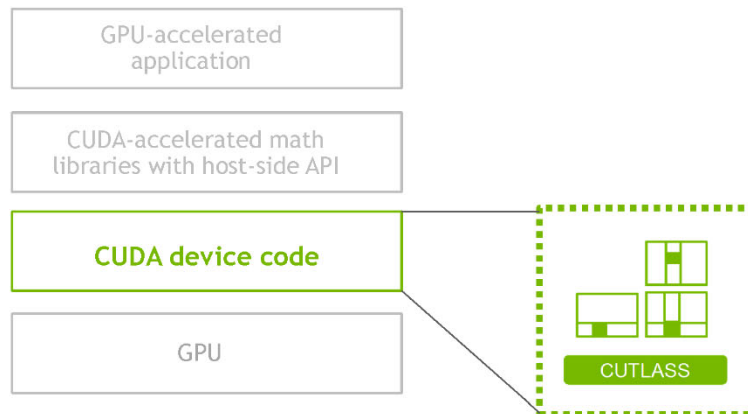 GPU-accelerated
application
CUDA-accelerated math
libraries with host-side API
CUDA device code
GPU
CUTLASS